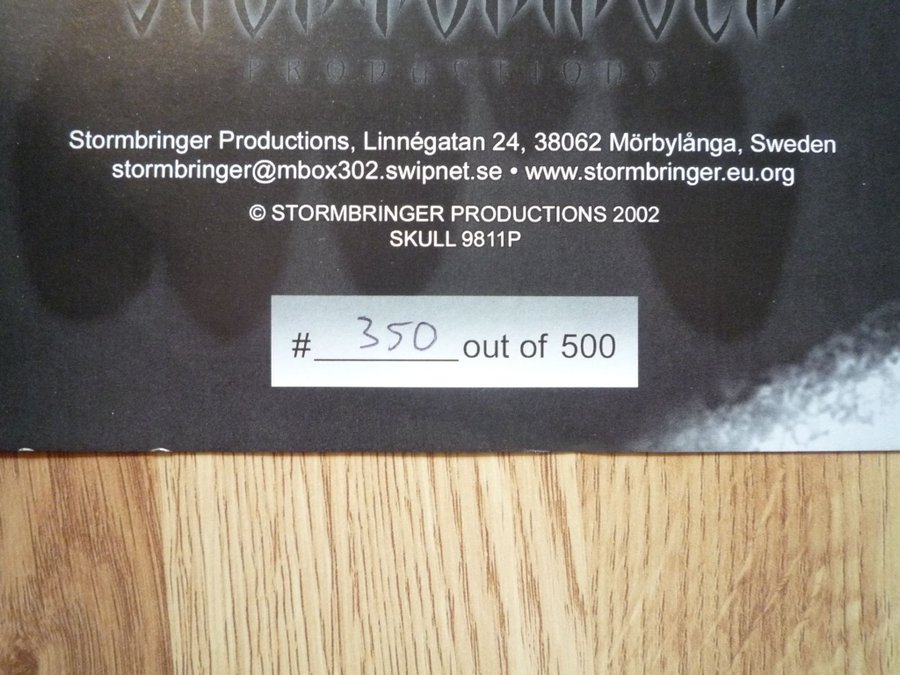 STORMBRINGER
PRODUCTIONS
Stormbringer Productions, Linnégatan 24, 38062 Mörbylånga, Sweden
stormbringer@mbox302.swipnet.se • www.stormbringer.eu.org
© STORMBRINGER PRODUCTIONS 2002
SKULL 9811P
# 350 out of 500